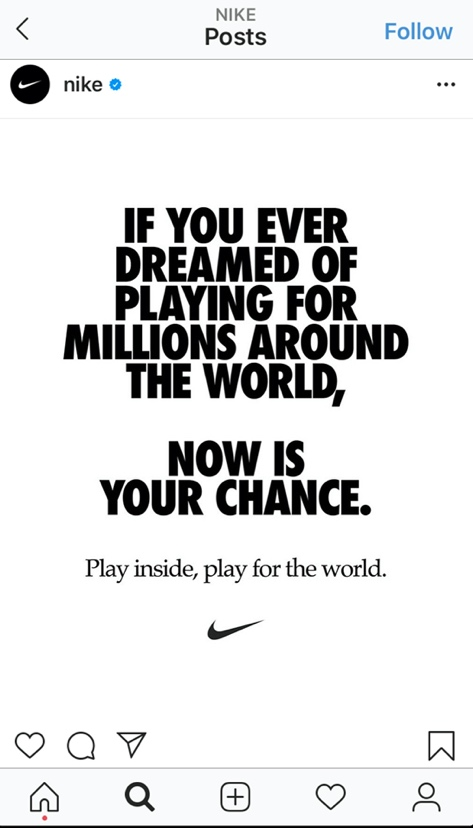 NIKE
Posts
Follow
nike
IF YOU EVER
DREAMED OF
PLAYING FOR
MILLIONS AROUND
THE WORLD,
NOW IS
YOUR CHANCE.
Play inside, play for the world.